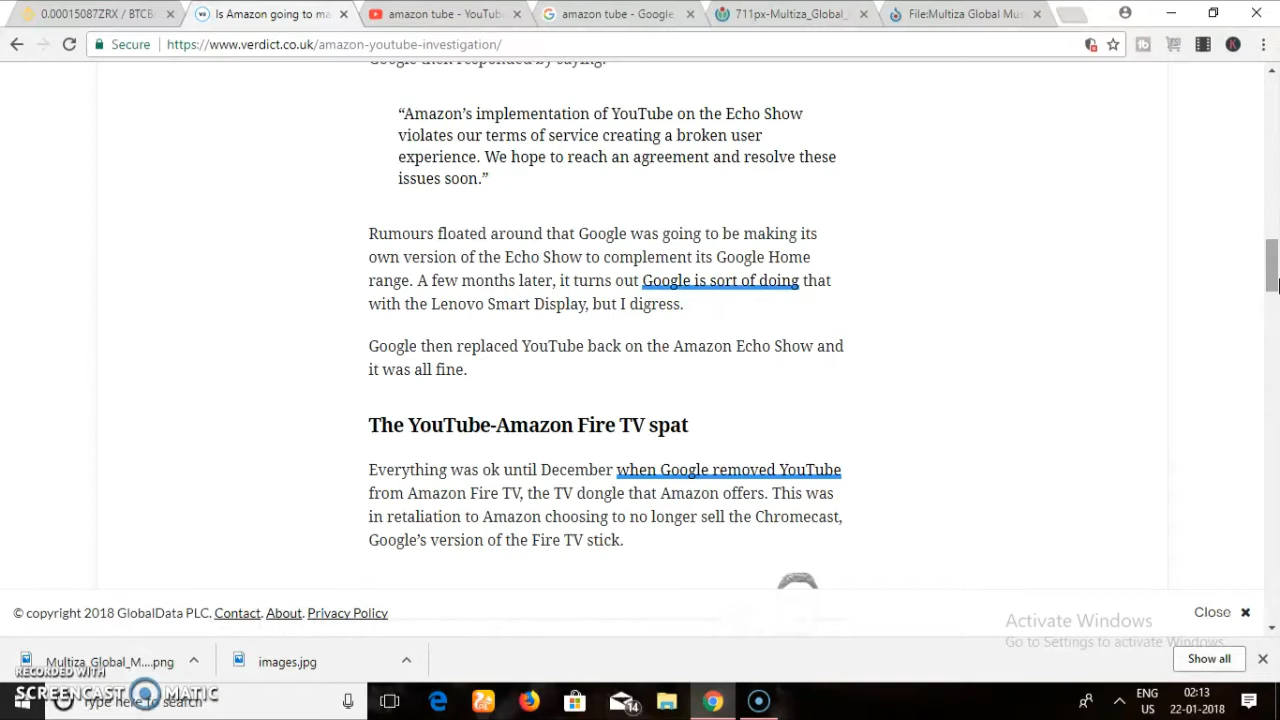 0.00015087ZRX / BTCB
Is Amazon going to ma
amazon tube - YouTub
amazon tube - Google
711px-Multiza_Global_
File:Multiza Global Mus
Secure
https://www.verdict.co.uk/amazon-youtube-investigation/
Google then responded by saying:
“Amazon’s implementation of YouTube on the Echo Show
violates our terms of service creating a broken user
experience. We hope to reach an agreement and resolve these
issues soon.”
Rumours floated around that Google was going to be making its
own version of the Echo Show to complement its Google Home
range. A few months later, it turns out Google is sort of doing that
with the Lenovo Smart Display, but I digress.
Google then replaced YouTube back on the Amazon Echo Show and
it was all fine.
The YouTube-Amazon Fire TV spat
Everything was ok until December when Google removed YouTube
from Amazon Fire TV, the TV dongle that Amazon offers. This was
in retaliation to Amazon choosing to no longer sell the Chromecast,
Google’s version of the Fire TV stick.
© copyright 2018 GlobalData PLC. Contact. About. Privacy Policy
Close
Activate Windows
Go to Settings to activate Windows.
Multiza_Global_M....png
images.jpg
Show all
RECORDED WITH
SCREENCAST MATIC
Type here to search
14
ENG
US
02:13
22-01-2018